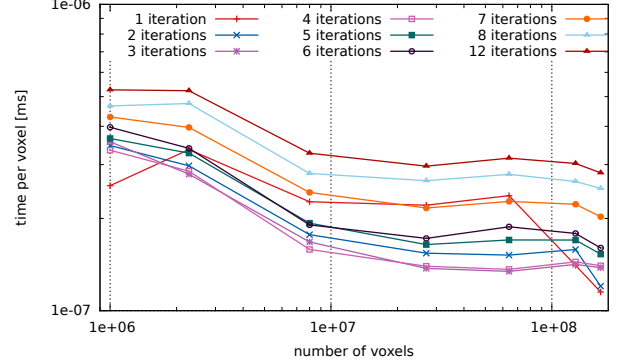 1e-06
1 iteration 4 iterations 7 iterations
2 iterations 5 iterations 8 iterations
3 iterations 6 iterations 12 iterations
time per voxel [ms]
1e-07
1e+06 1e+07 1e+08
number of voxels